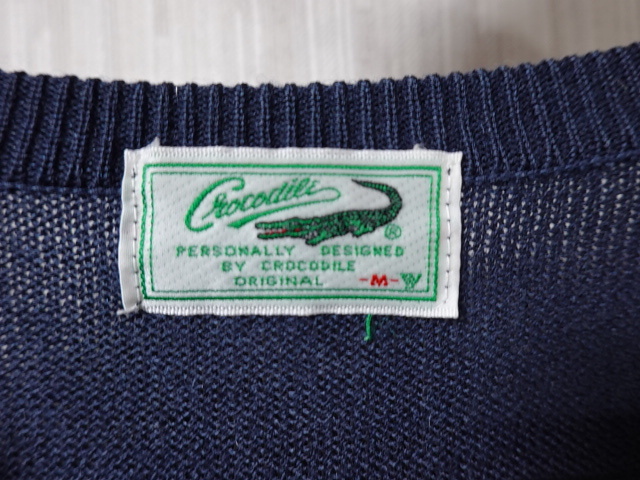 Crocodile
®
PERSONALLY DESIGNED
BY CROCODILE
ORIGINAL -M-